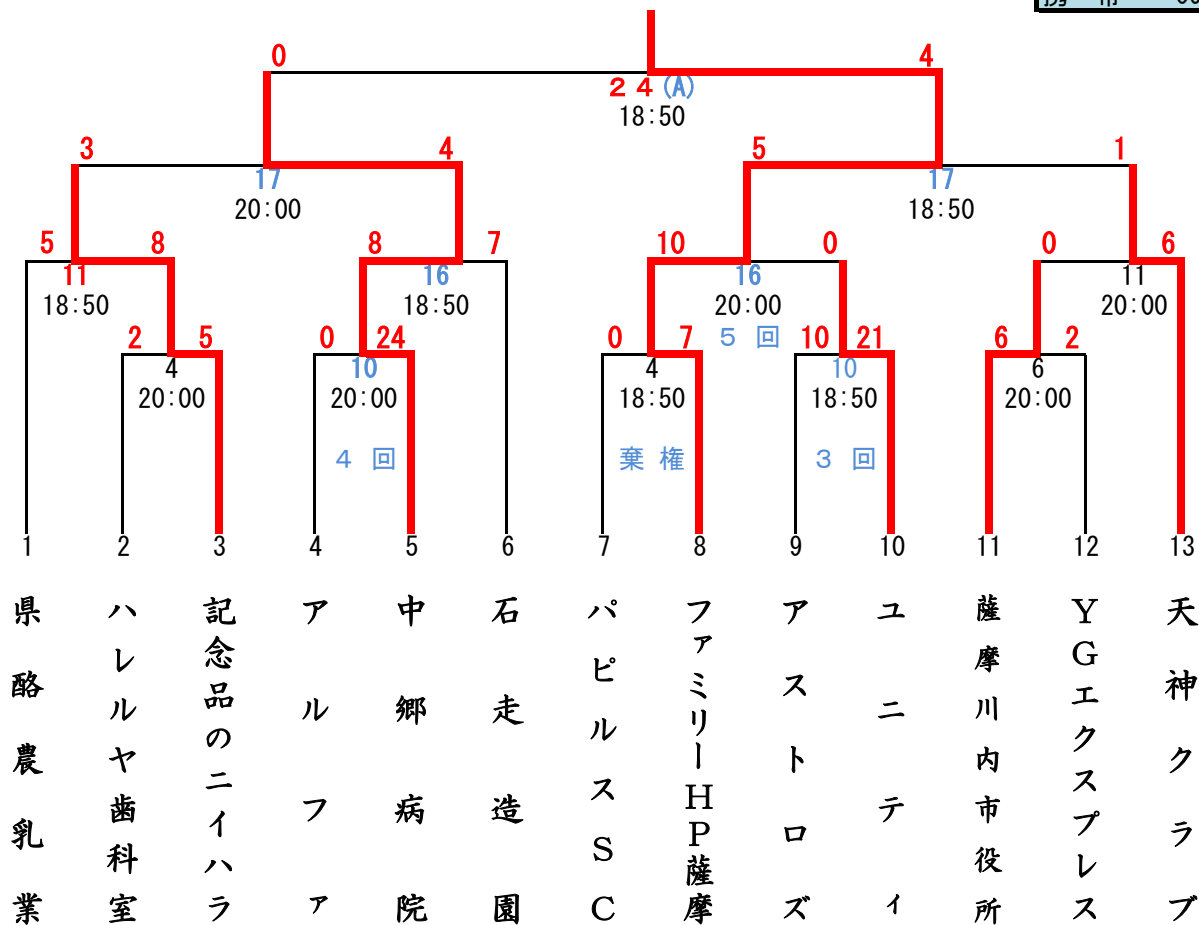 0 4
２４(A)
18:50
3 4 5 1
17 17
20:00 18:50
5 8 8 7 10 0 0 6
11 16 16 11
18:50 18:50 20:00 20:00
2 5 0 24 0 7 ５ 回 10 21 6 2
4 10 4 10 6
20:00 20:00 18:50 18:50 20:00
４ 回 棄 権 ３ 回
1 2 3 4 5 6 7 8 9 10 11 12 13
県酪農乳業
ハレルヤ歯科室
記念品のニイハラ
アルファ
中郷病院
石走造園
パピルスＳＣ
ファミリーＨＰ薩摩
アストロズ
ユニティ
薩摩川内市役所
ＹＧエクスプレス
天神クラブ